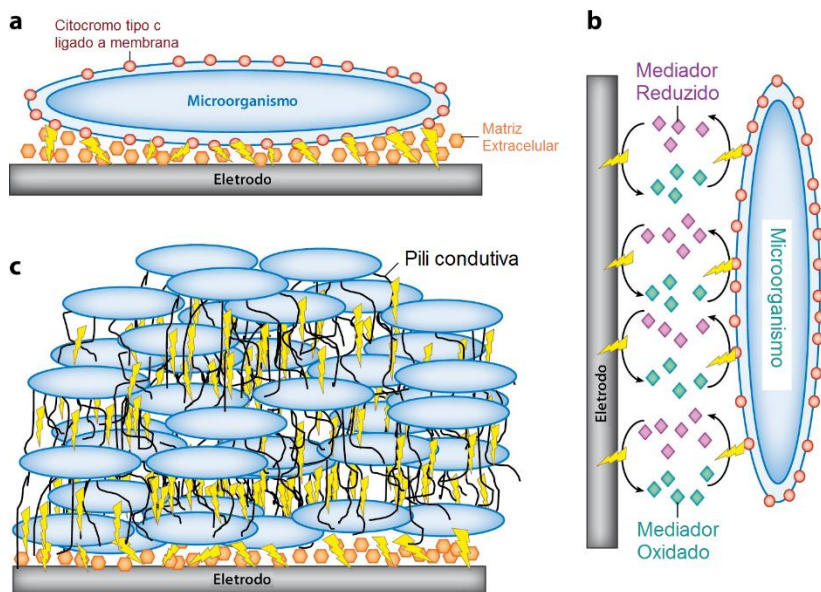 a
Citocromo tipo c
ligado a membrana
Microorganismo
Matriz
Extracelular
Eletrodo
b
Mediador
Reduzido
Eletrodo
Microorganismo
Mediador
Oxidado
c
Pili condutiva
Eletrodo